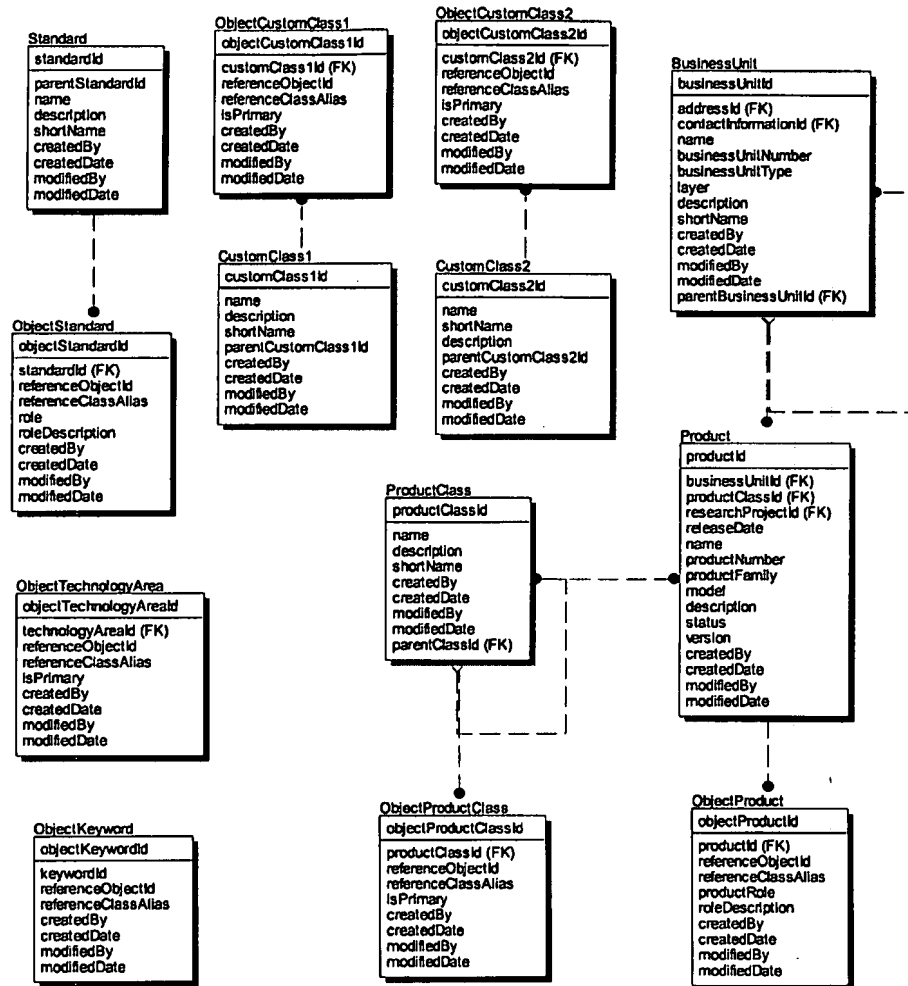 Standard
standardId
parentStandardId
name
description
shortName
createdBy
createdDate
modifiedBy
modifiedDate
ObjectCustomClass1
objectCustomClass1Id
customClass1Id (FK)
referenceObjectId
referenceClassAlias
isPrimary
createdBy
createdDate
modifiedBy
modifiedDate
ObjectCustomClass2
objectCustomClass2Id
customClass2Id (FK)
referenceObjectId
referenceClassAlias
isPrimary
createdBy
createdDate
modifiedBy
modifiedDate
BusinessUnit
businessUnitId
addressId (FK)
contactInformationId (FK)
name
businessUnitNumber
businessUnitType
layer
description
shortName
createdBy
createdDate
modifiedBy
modifiedDate
parentBusinessUnitId (FK)
CustomClass1
customClass1Id
name
description
shortName
parentCustomClass1Id
createdBy
createdDate
modifiedBy
modifiedDate
CustomClass2
customClass2Id
name
shortName
description
parentCustomClass2Id
createdBy
createdDate
modifiedBy
modifiedDate
ObjectStandard
objectStandardId
standardId (FK)
referenceObjectId
referenceClassAlias
role
roleDescription
createdBy
createdDate
modifiedBy
modifiedDate
Product
productId
businessUnitId (FK)
productClassId (FK)
researchProjectId (FK)
releaseDate
name
productNumber
productFamily
model
description
status
version
createdBy
createdDate
modifiedBy
modifiedDate
ProductClass
productClassId
name
description
shortName
createdBy
createdDate
modifiedBy
modifiedDate
parentClassId (FK)
ObjectTechnologyArea
objectTechnologyAreaId
technologyAreaId (FK)
referenceObjectId
referenceClassAlias
isPrimary
createdBy
createdDate
modifiedBy
modifiedDate
ObjectKeyword
objectKeywordId
keywordId
referenceObjectId
referenceClassAlias
createdBy
createdDate
modifiedBy
modifiedDate
ObjectProductClass
objectProductClassId
productClassId (FK)
referenceObjectId
referenceClassAlias
isPrimary
createdBy
createdDate
modifiedBy
modifiedDate
ObjectProduct
objectProductId
productId (FK)
referenceObjectId
referenceClassAlias
productRole
roleDescription
createdBy
createdDate
modifiedBy
modifiedDate